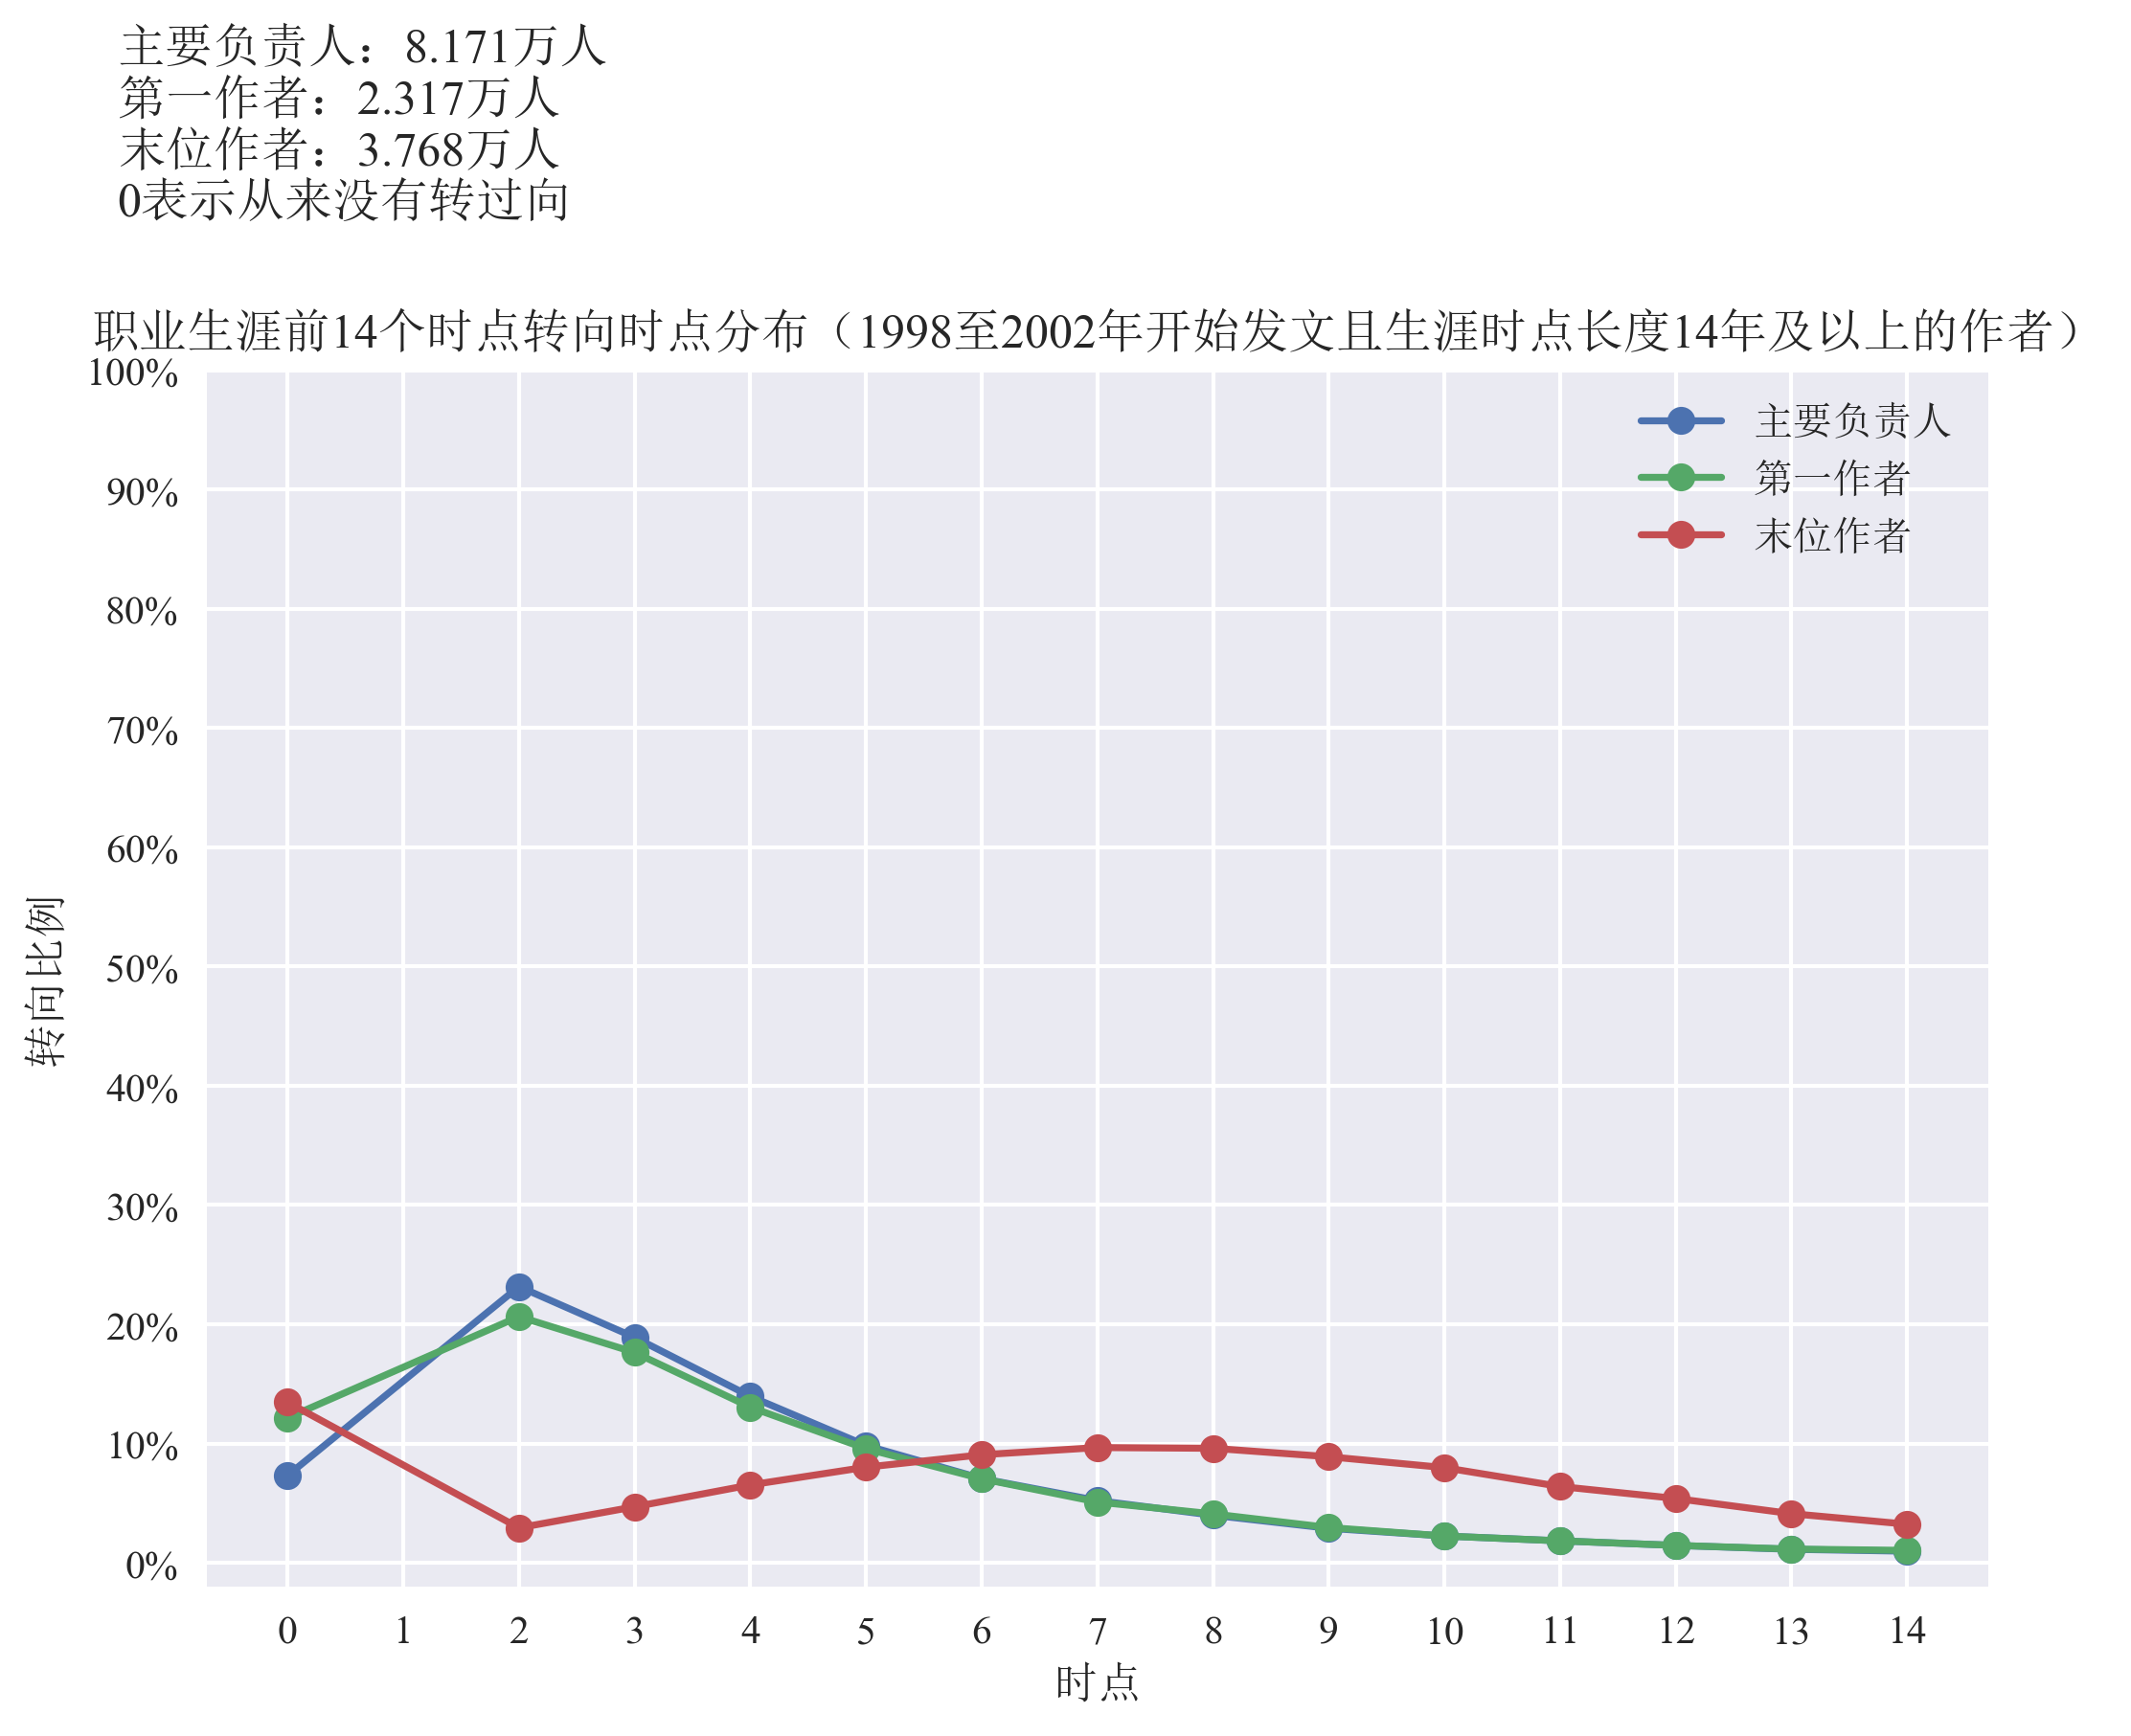 主要负责人：8.171万人
第一作者：2.317万人
末位作者：3.768万人
0表示从来没有转过向
职业生涯前14个时点转向时点分布（1998至2002年开始发文且生涯时点长度14年及以上的作者）
100%
90%
80%
70%
60%
50%
40%
30%
20%
10%
0%
转向比例
主要负责人
第一作者
末位作者
0 1 2 3 4 5 6 7 8 9 10 11 12 13 14
时点